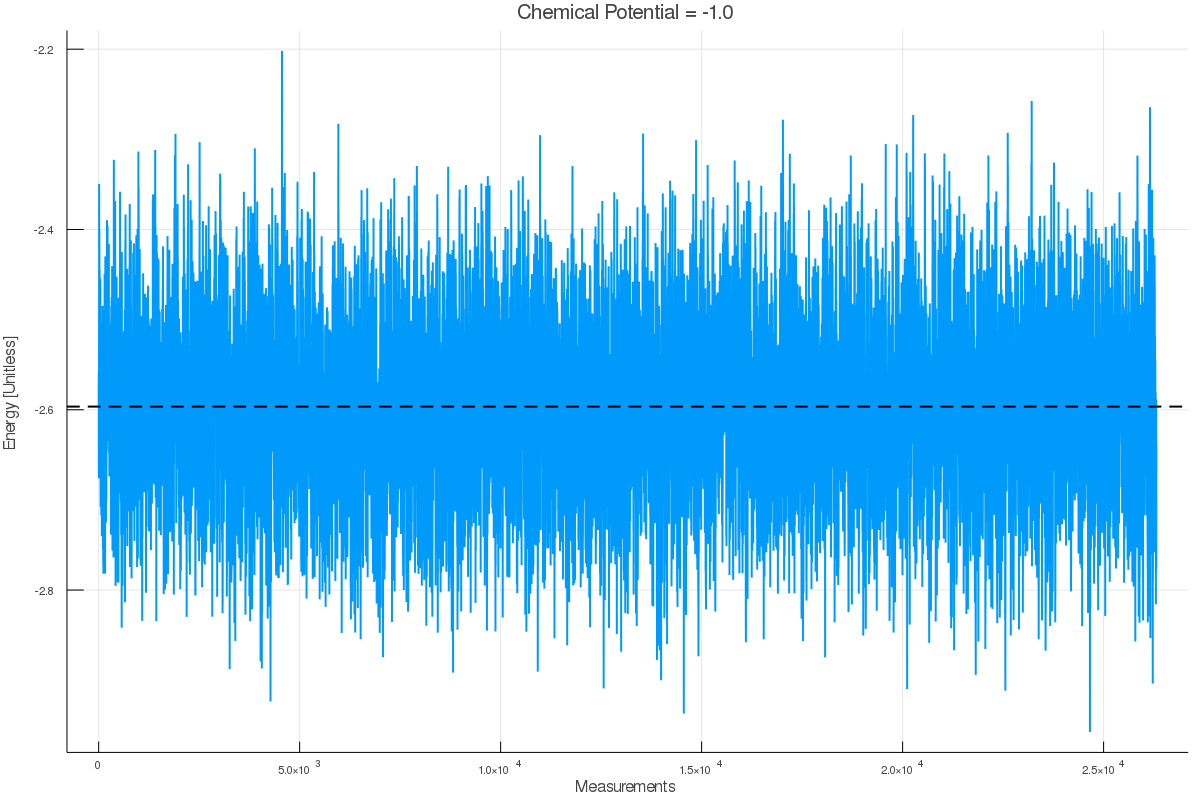 Chemical Potential = -1.0
-2.2
-2.4
-2.6
-2.8
Energy [Unitless]
0 5.0×10 3 1.0×10 4 1.5×10 4 2.0×10 4 2.5×10 4
Measurements